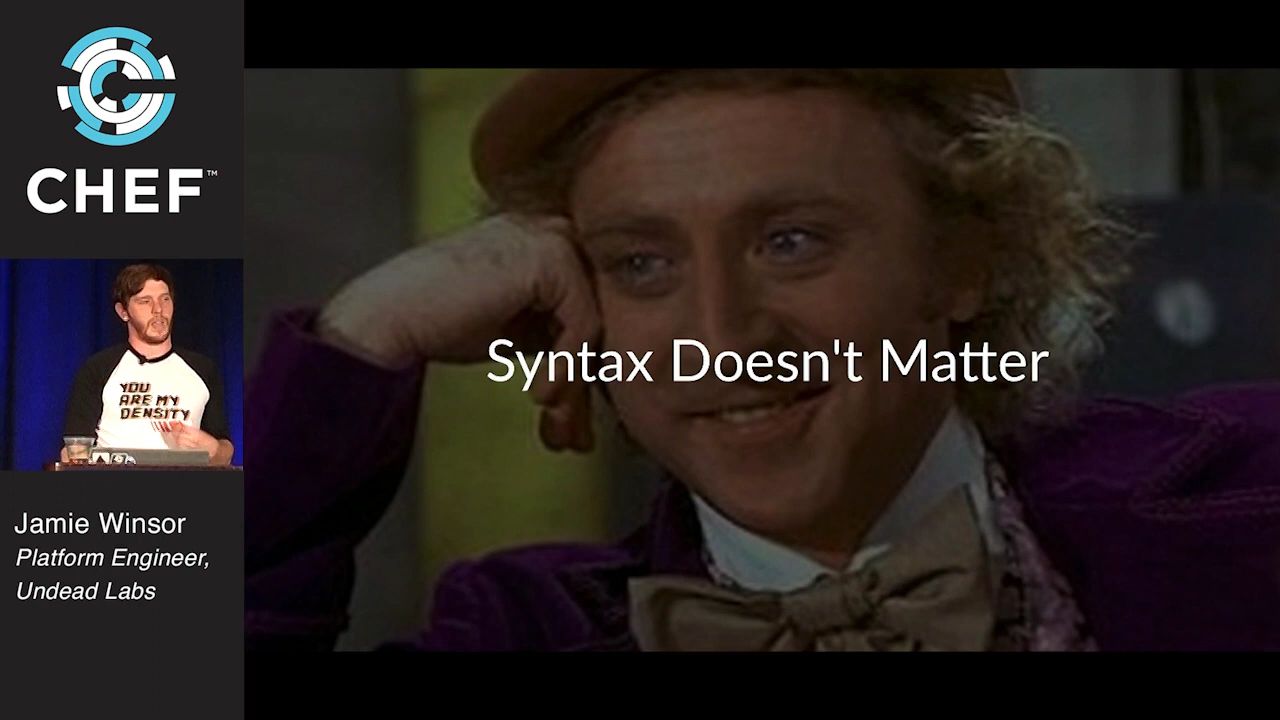 CHEF™
YOU
ARE MY
DENSITY
Jamie Winsor
Platform Engineer,
Undead Labs
Syntax Doesn't Matter